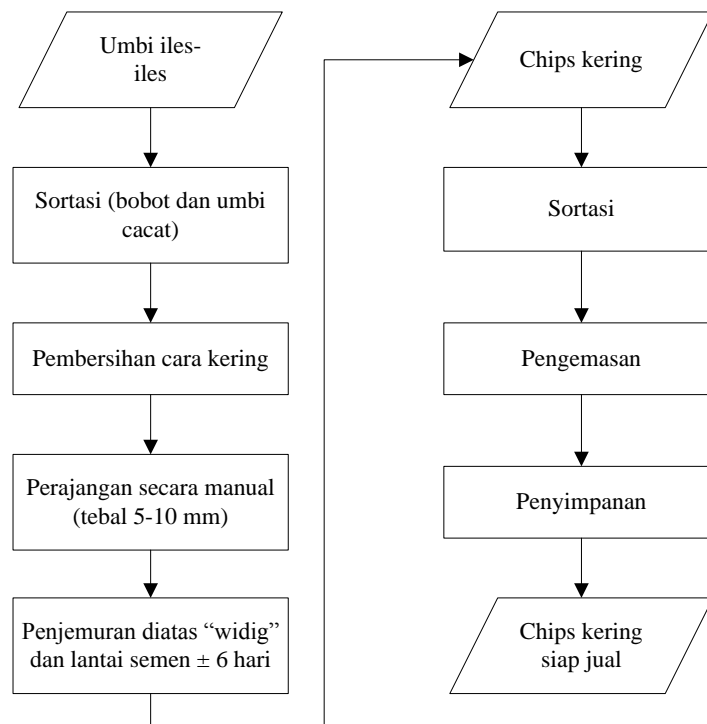 Umbi iles-
iles
Sortasi (bobot dan umbi
cacat)
Pembersihan cara kering
Perajangan secara manual
(tebal 5-10 mm)
Penjemuran diatas “widig”
dan lantai semen ± 6 hari
Chips kering
Sortasi
Pengemasan
Penyimpanan
Chips kering
siap jual